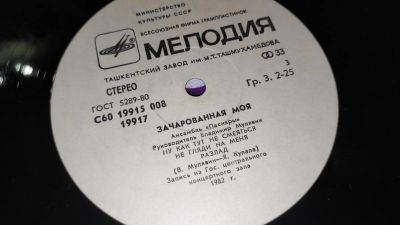 МИНИСТЕРСТВО
КУЛЬТУРЫ СССР
ВСЕСОЮЗНАЯ ФИРМА ГРАМПЛАСТИНОК
МЕЛОДИЯ
ТАШКЕНТСКИЙ ЗАВОД им. М.Т. ТАШМУХАМЕДОВА
СТЕРЕО
33
ГОСТ 5289-80
3
С60 19915 008
Гр. 3. 2-25
19917
ЗАЧАРОВАННАЯ МОЯ
Ансамбль «Песняры»
Руководитель Владимир Мулявин
НУ КАК ТУТ НЕ СМЕЯТЬСЯ
НЕ ГЛЯДИ НА МЕНЯ
РАЗЛАД
(В. Мулявин—Я. Купала)
Запись из Гос. центрального
концертного зала
1982 г.